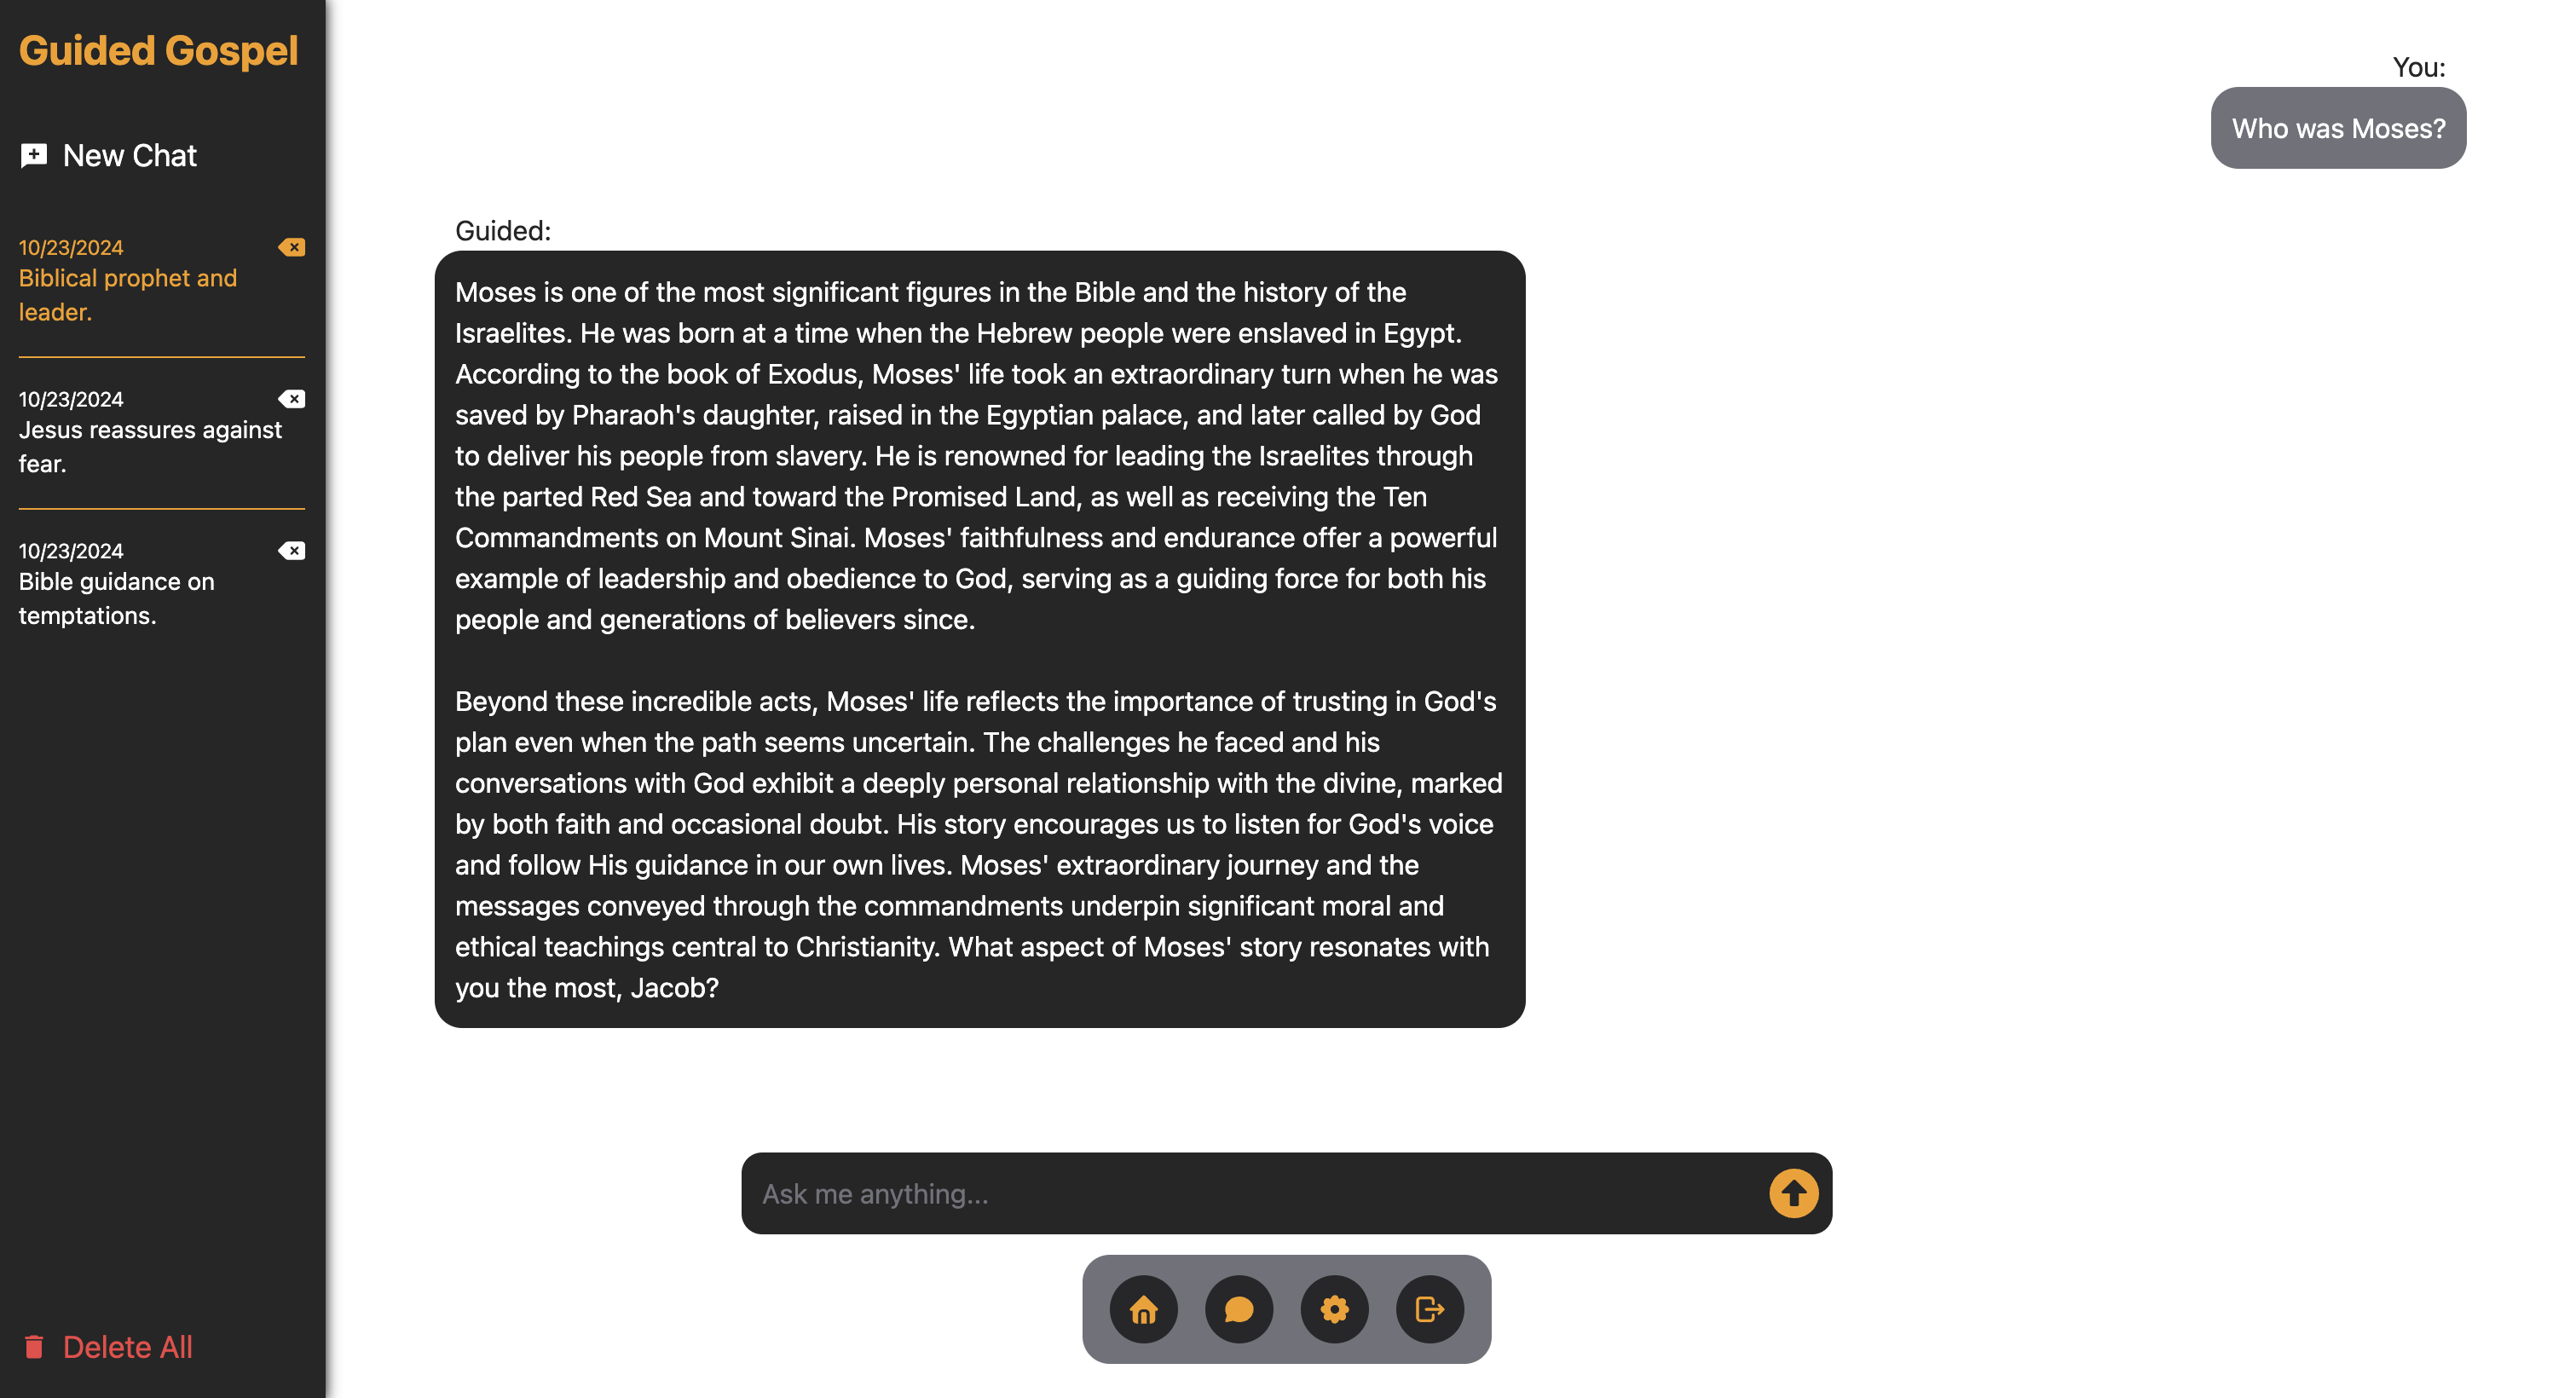 Guided Gospel
New Chat
10/23/2024
Biblical prophet and
leader.
10/23/2024
Jesus reassures against
fear.
10/23/2024
Bible guidance on
temptations.
Delete All
You:
Who was Moses?
Guided:
Moses is one of the most significant figures in the Bible and the history of the
Israelites. He was born at a time when the Hebrew people were enslaved in Egypt.
According to the book of Exodus, Moses' life took an extraordinary turn when he was
saved by Pharaoh's daughter, raised in the Egyptian palace, and later called by God
to deliver his people from slavery. He is renowned for leading the Israelites through
the parted Red Sea and toward the Promised Land, as well as receiving the Ten
Commandments on Mount Sinai. Moses' faithfulness and endurance offer a powerful
example of leadership and obedience to God, serving as a guiding force for both his
people and generations of believers since.
Beyond these incredible acts, Moses' life reflects the importance of trusting in God's
plan even when the path seems uncertain. The challenges he faced and his
conversations with God exhibit a deeply personal relationship with the divine, marked
by both faith and occasional doubt. His story encourages us to listen for God's voice
and follow His guidance in our own lives. Moses' extraordinary journey and the
messages conveyed through the commandments underpin significant moral and
ethical teachings central to Christianity. What aspect of Moses' story resonates with
you the most, Jacob?
Ask me anything...